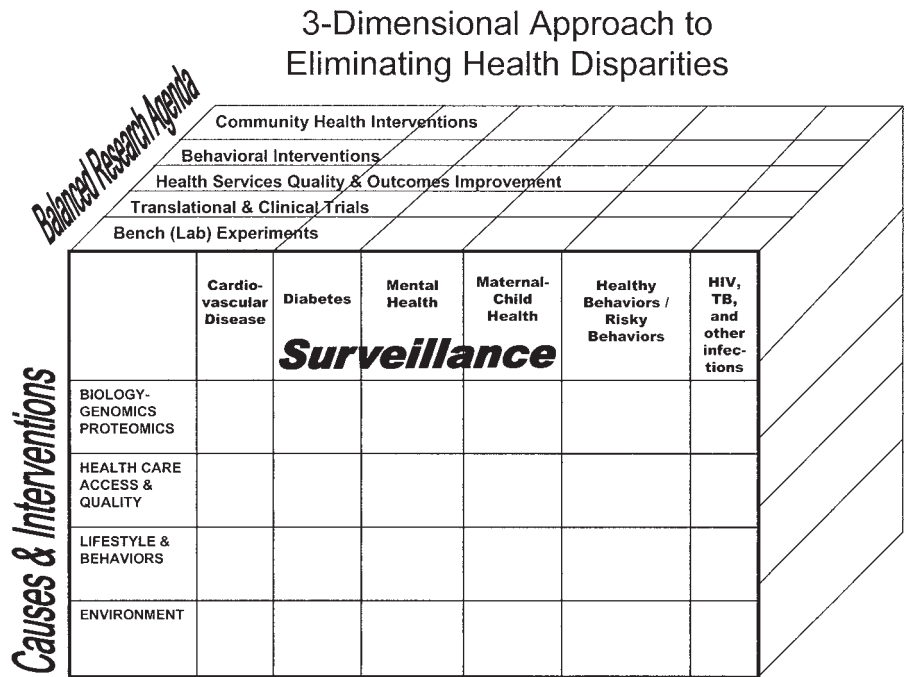 3-Dimensional Approach to
Eliminating Health Disparities
Balanced Research Agenda
Community Health Interventions
Behavioral Interventions
Health Services Quality & Outcomes Improvement
Translational & Clinical Trials
Bench (Lab) Experiments
Cardio-
vascular
Disease
Diabetes
Mental
Health
Maternal-
Child
Health
Healthy
Behaviors /
Risky
Behaviors
HIV,
TB,
and
other
infec-
tions
Surveillance
Causes & Interventions
BIOLOGY-
GENOMICS
PROTEOMICS
HEALTH CARE
ACCESS &
QUALITY
LIFESTYLE &
BEHAVIORS
ENVIRONMENT